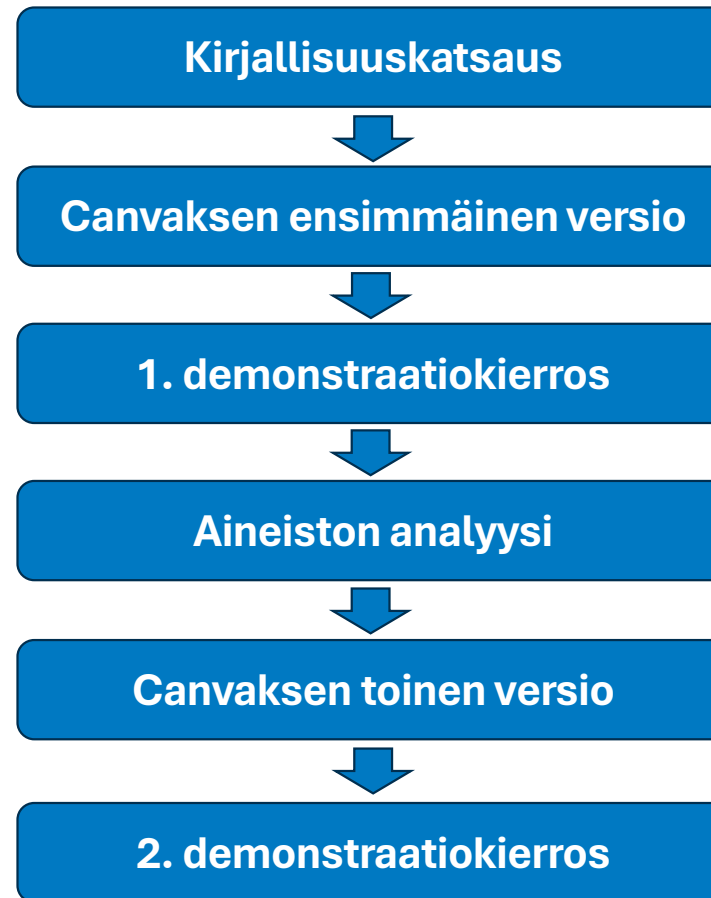 Kirjallisuuskatsaus
Canvaksen ensimmäinen versio
1. demonstraatiokierros
Aineiston analyysi
Canvaksen toinen versio
2. demonstraatiokierros